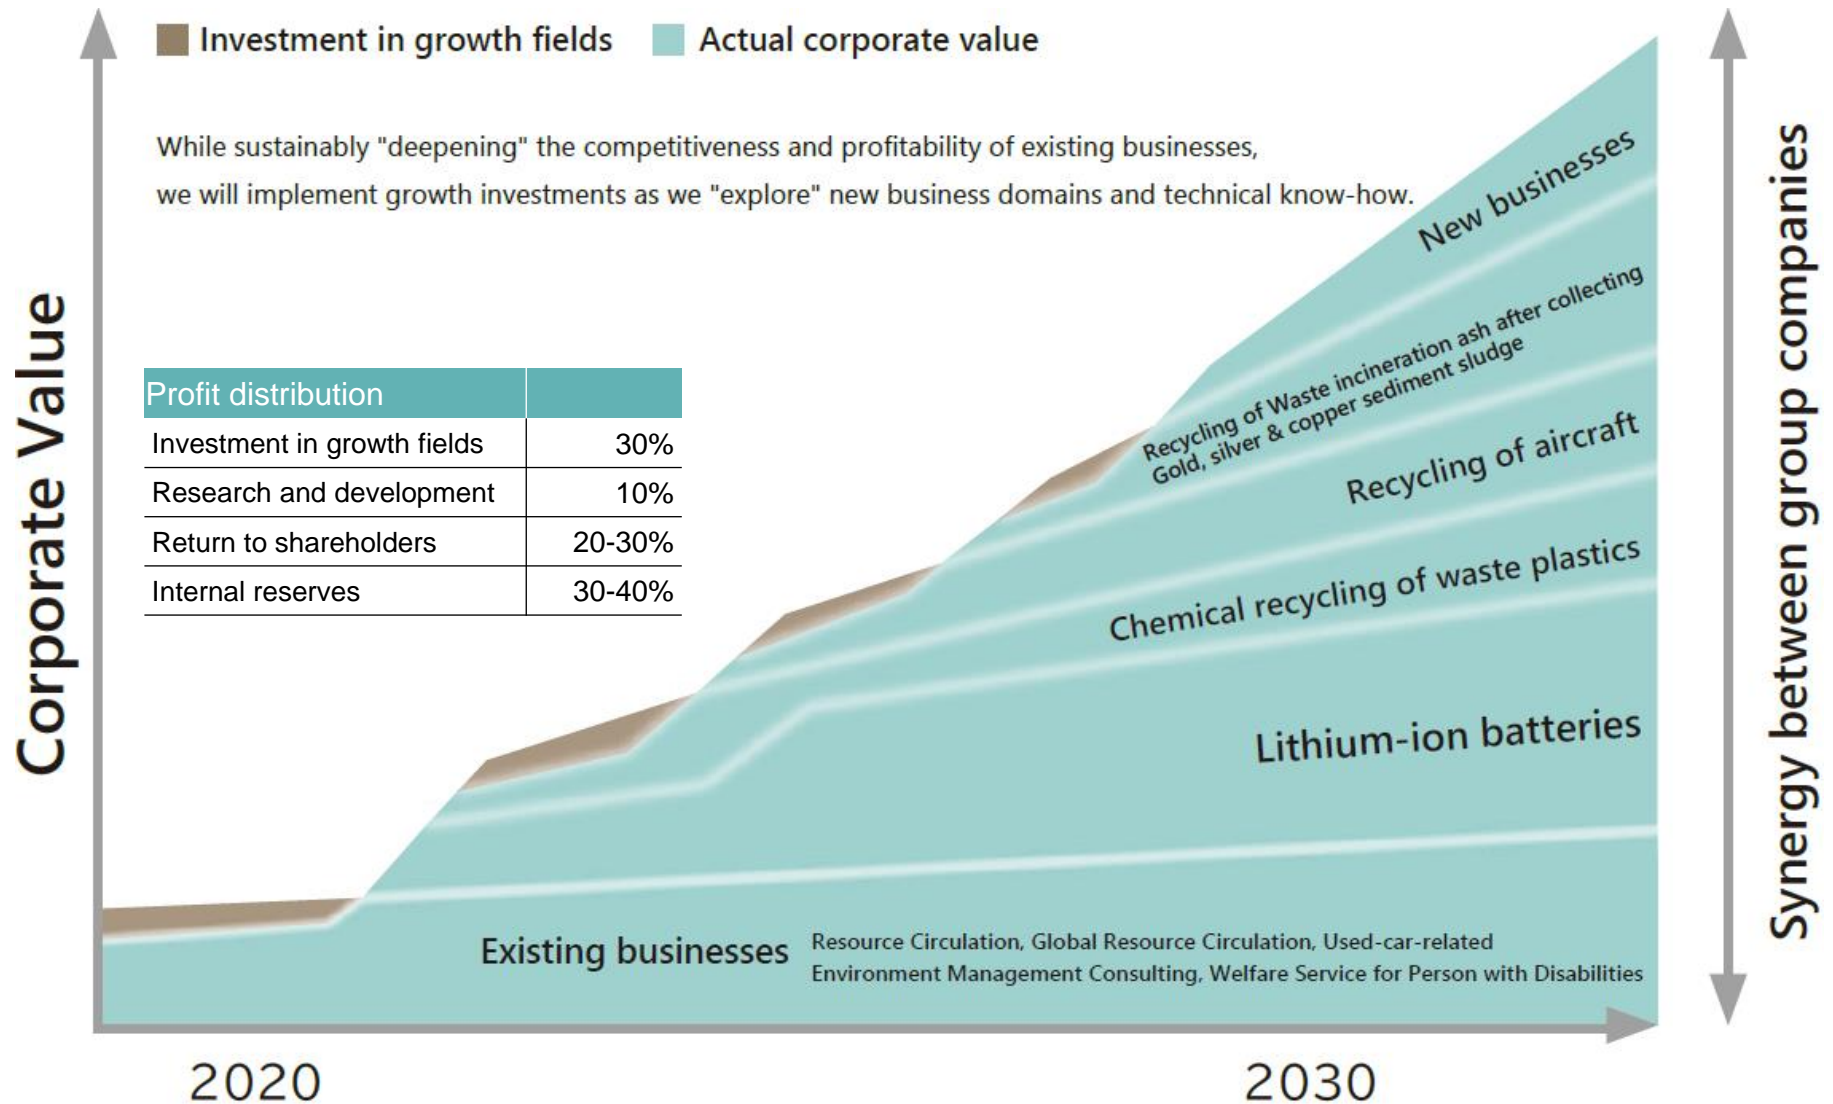 Investment in growth fields
Actual corporate value
While sustainably "deepening" the competitiveness and profitability of existing businesses,
we will implement growth investments as we "explore" new business domains and technical know-how.
Corporate Value
Profit distribution
Investment in growth fields 30%
Research and development 10%
Return to shareholders 20-30%
Internal reserves 30-40%
New businesses
Recycling of Waste incineration ash after collecting
Gold, silver & copper sediment sludge
Recycling of aircraft
Chemical recycling of waste plastics
Lithium-ion batteries
Existing businesses
Resource Circulation, Global Resource Circulation, Used-car-related
Environment Management Consulting, Welfare Service for Person with Disabilities
Synergy between group companies
2020
2030